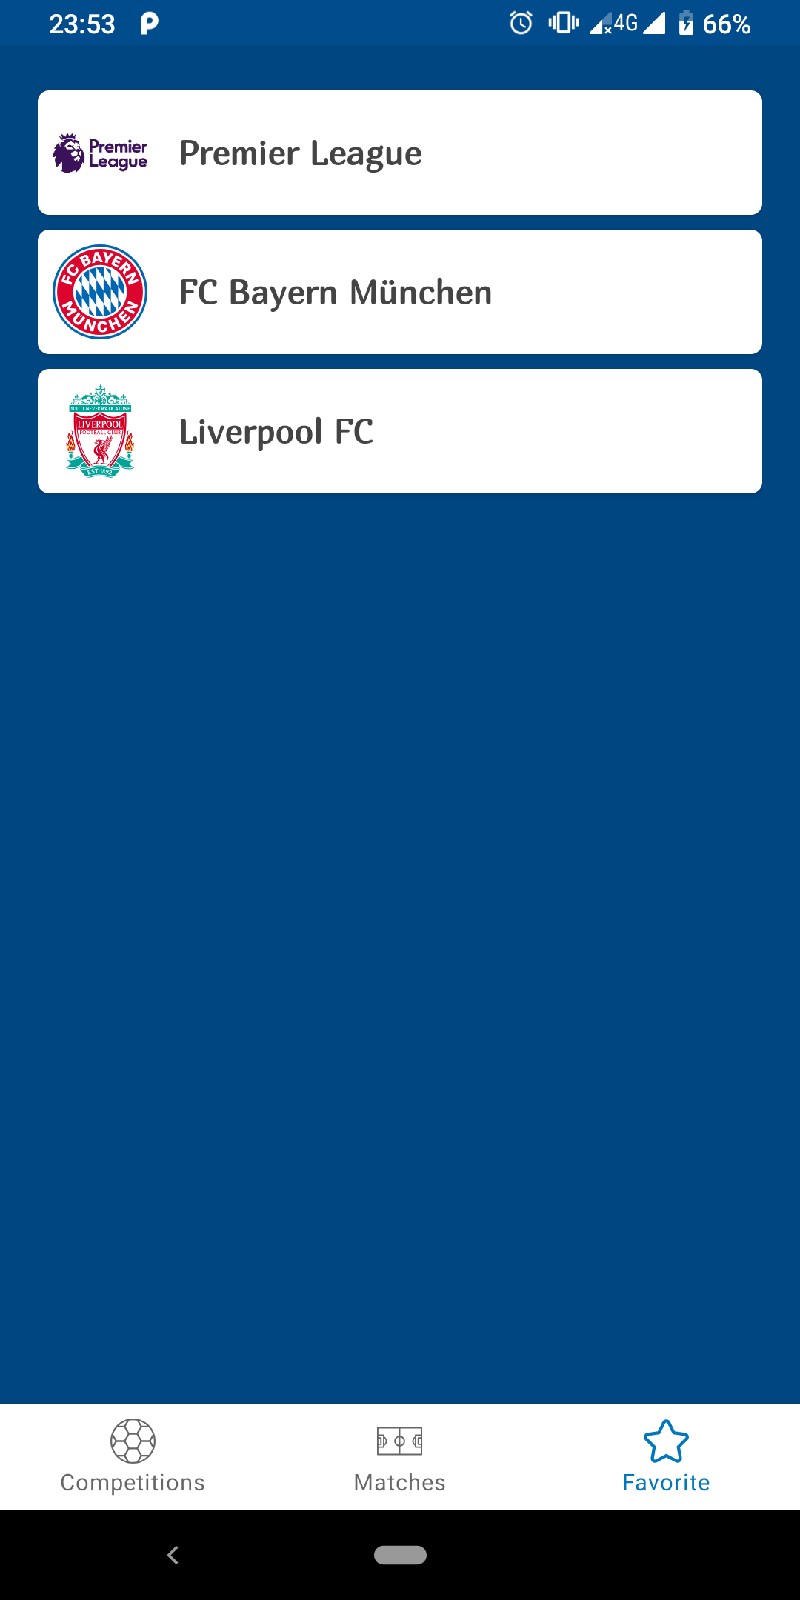 23:53
4G
66%
Premier
League
Premier League
FC BAYERN
MÜNCHEN
FC Bayern München
LIVERPOOL
FOOTBALL CLUB
EST 1892
Liverpool FC
Competitions
Matches
Favorite